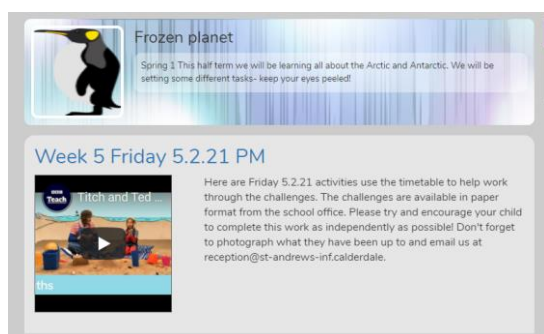 Frozen planet
Spring 1 This half term we will be learning all about the Arctic and Antarctic. We will be
setting some different tasks- keep your eyes peeled!
Week 5 Friday 5.2.21 PM
BBC
Teach
Titch and Ted ...
ths
Here are Friday 5.2.21 activities use the timetable to help work
through the challenges. The challenges are available in paper
format from the school office. Please try and encourage your child
to complete this work as independently as possible! Don't forget
to photograph what they have been up to and email us at
reception@st-andrews-inf.calderdale.